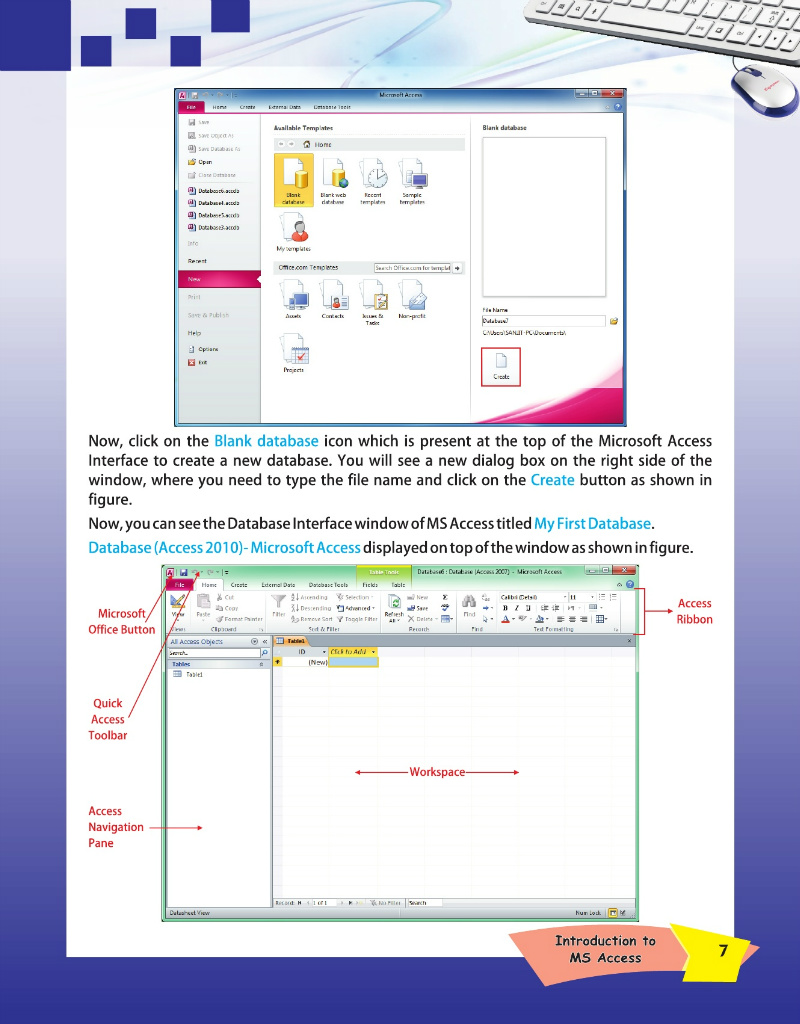 Microsoft Access
File Home Create External Data Database Tools
Save
Save Object As
Save Database As
Open
Close Database
Database6.accdb
Database4.accdb
Database5.accdb
Database3.accdb
Info
Recent
New
Print
Save & Publish
Help
Options
Exit
Available Templates
Home
Blank database
Blank web database
Recent templates
Sample templates
My templates
Office.com Templates
Search Office.com for templat
Assets
Contacts
Issues & Tasks
Non-profit
Projects
Blank database
File Name
Database7
C:\Users\SANJIT-PC\Documents\
Create
Now, click on the Blank database icon which is present at the top of the Microsoft Access
Interface to create a new database. You will see a new dialog box on the right side of the
window, where you need to type the file name and click on the Create button as shown in
figure.
Now, you can see the Database Interface window of MS Access titled My First Database.
Database (Access 2010)- Microsoft Access displayed on top of the window as shown in figure.
Table Tools Database6 : Database (Access 2007) - Microsoft Access
File Home Create External Data Database Tools Fields Table
View
Views
Paste
Cut
Copy
Format Painter
Clipboard
Filter
Ascending
Descending
Remove Sort
Selection
Advanced
Toggle Filter
Sort & Filter
Refresh All
New
Save
Delete
Records
Find
Find
Calibri (Detail) 11
B I U
Text Formatting
Microsoft
Office Button
Access
Ribbon
All Access Objects
Search...
Tables
Table1
Table1
ID Click to Add
(New)
Quick
Access
Toolbar
Workspace
Access
Navigation
Pane
Record: 1 of 1 No Filter Search
Datasheet View
Num Lock
Introduction to
MS Access
7